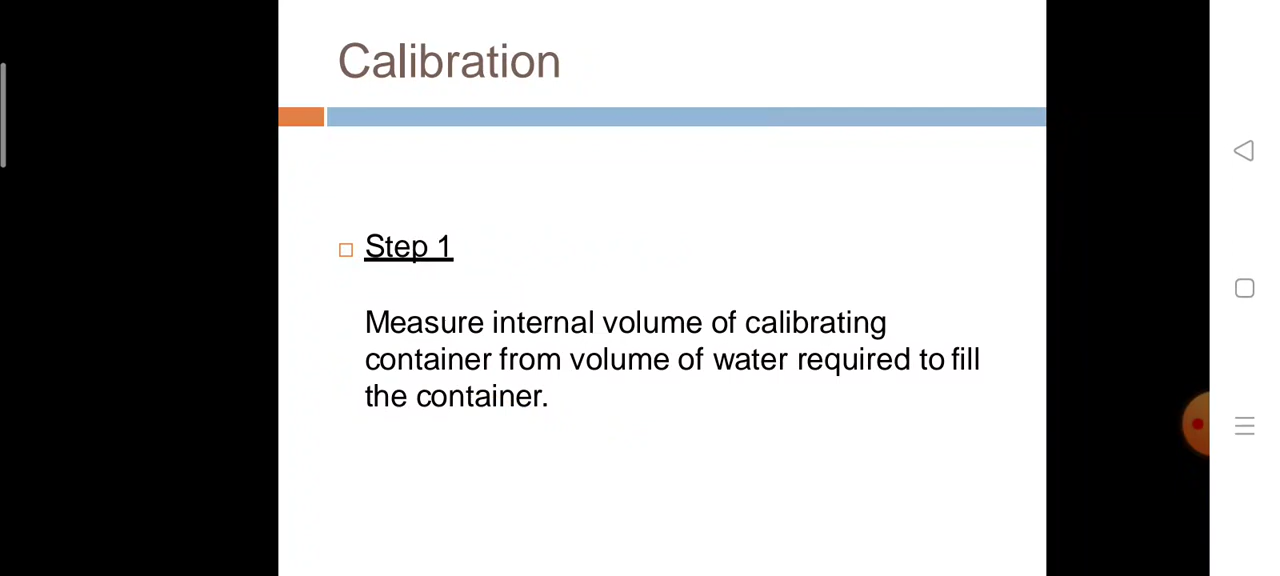 Calibration
Step 1
Measure internal volume of calibrating
container from volume of water required to fill
the container.